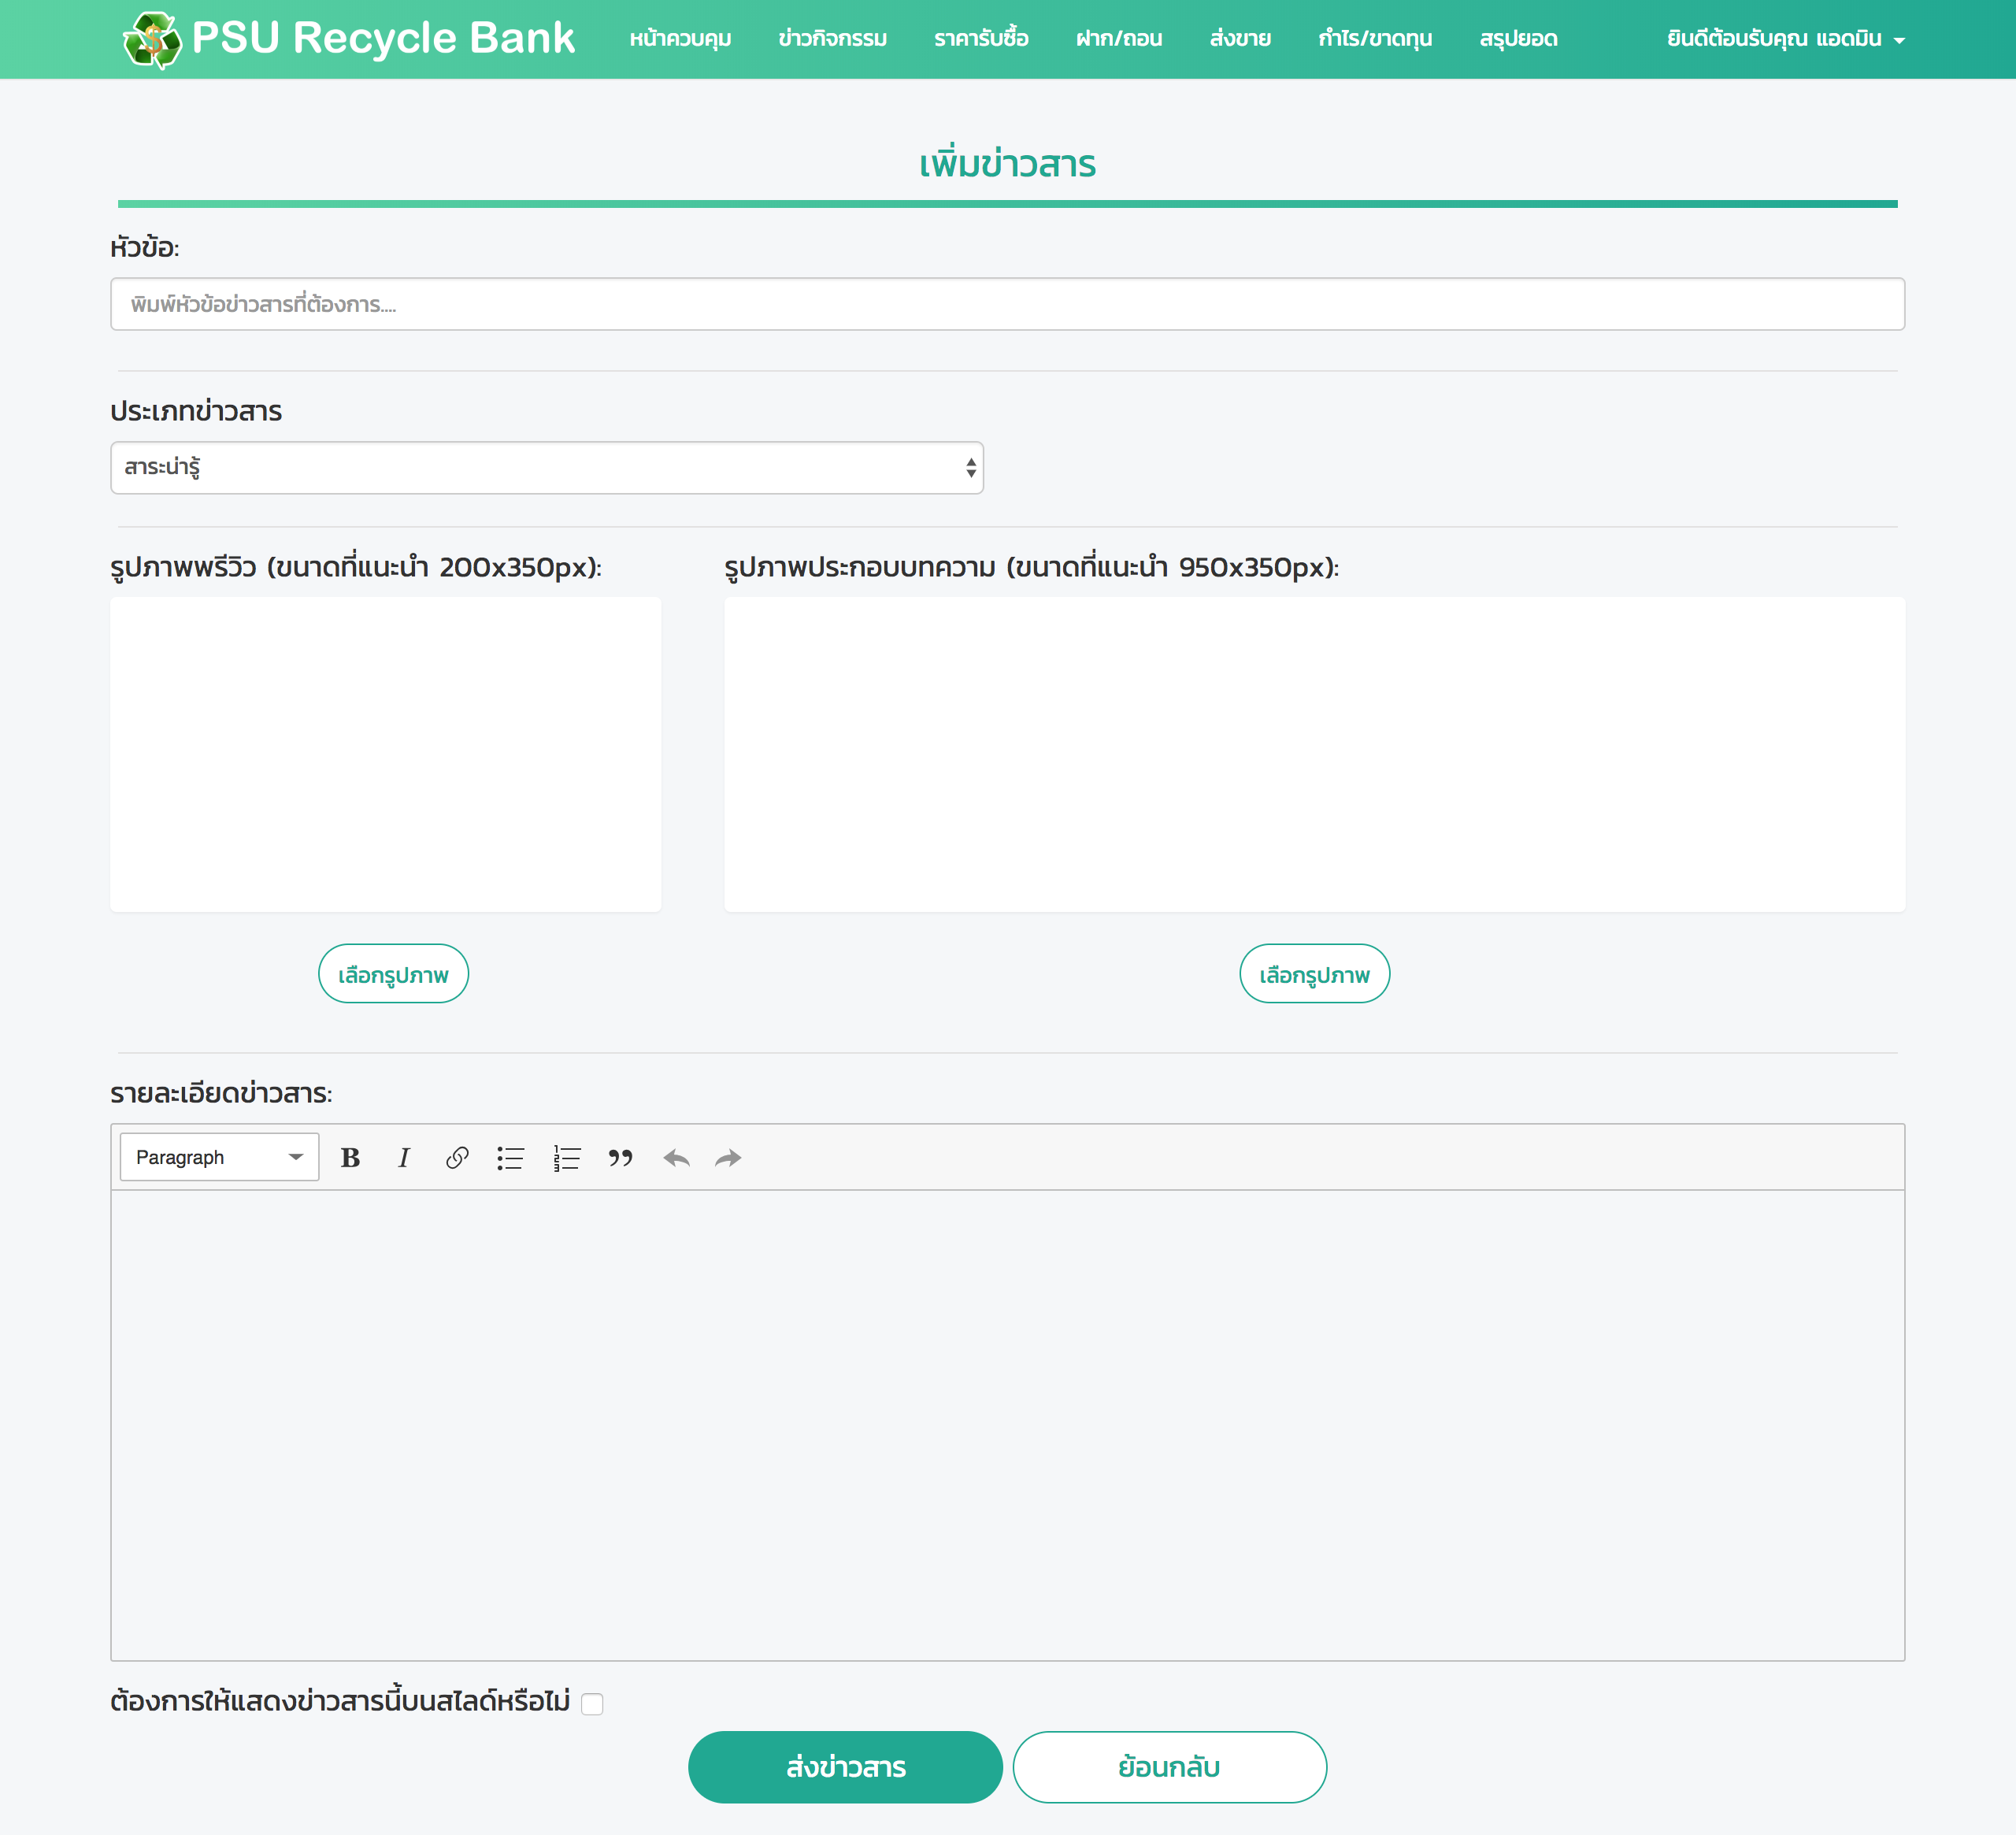 PSU Recycle Bank หน้าควบคุม ข่าวกิจกรรม ราคารับซื้อ ฝาก/ถอน ส่งขาย กำไร/ขาดทุน สรุปยอด ยินดีต้อนรับคุณ แอดมิน
เพิ่มข่าวสาร
หัวข้อ:
พิมพ์หัวข้อข่าวสารที่ต้องการ....
ประเภทข่าวสาร
สาระน่ารู้
รูปภาพพรีวิว (ขนาดที่แนะนำ 200x350px): รูปภาพประกอบบทความ (ขนาดที่แนะนำ 950x350px):
เลือกรูปภาพ เลือกรูปภาพ
รายละเอียดข่าวสาร:
Paragraph
ต้องการให้แสดงข่าวสารนี้บนสไลด์หรือไม่
ส่งข่าวสาร ย้อนกลับ